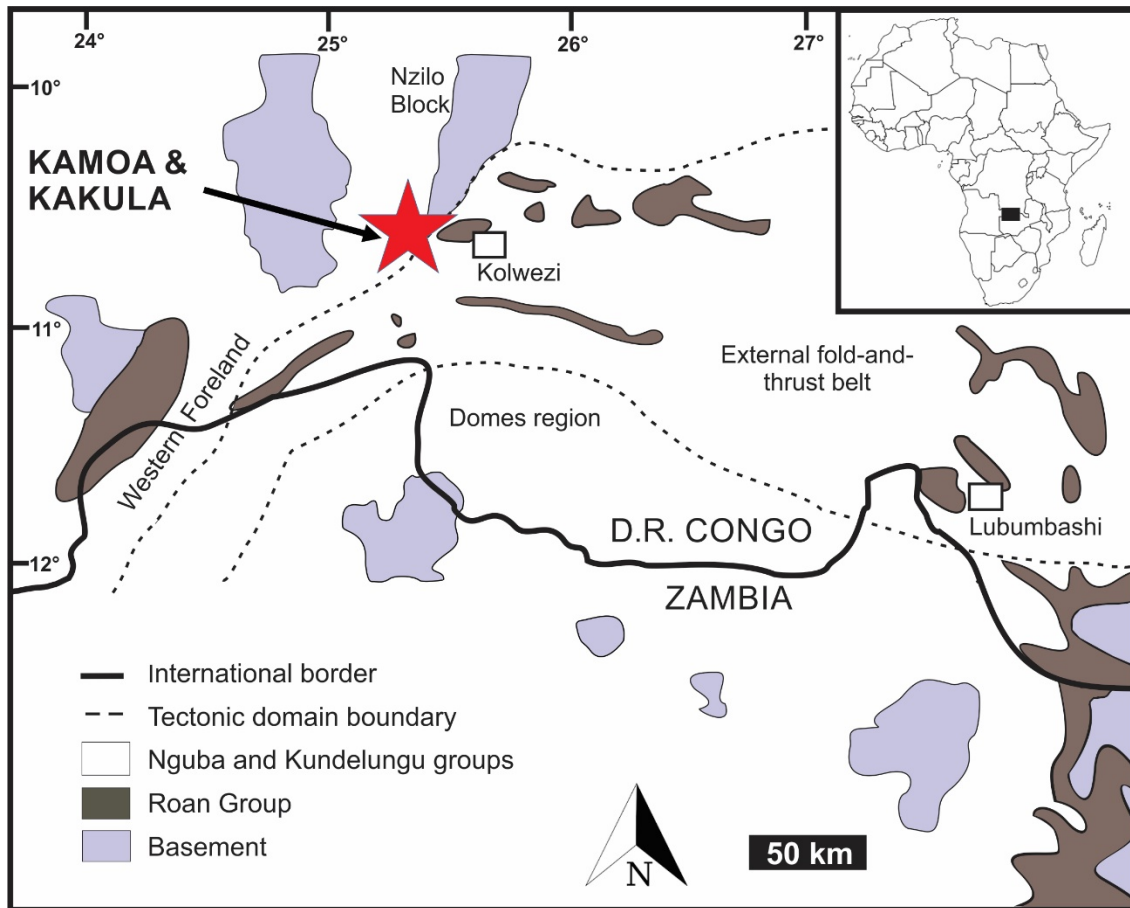 24°
25°
26°
27°
10°
11°
12°
Nzilo
Block
KAMOA &
KAKULA
Kolwezi
Western Foreland
External fold-and-
thrust belt
Domes region
Lubumbashi
D.R. CONGO
ZAMBIA
International border
Tectonic domain boundary
Nguba and Kundelungu groups
Roan Group
Basement
N
50 km